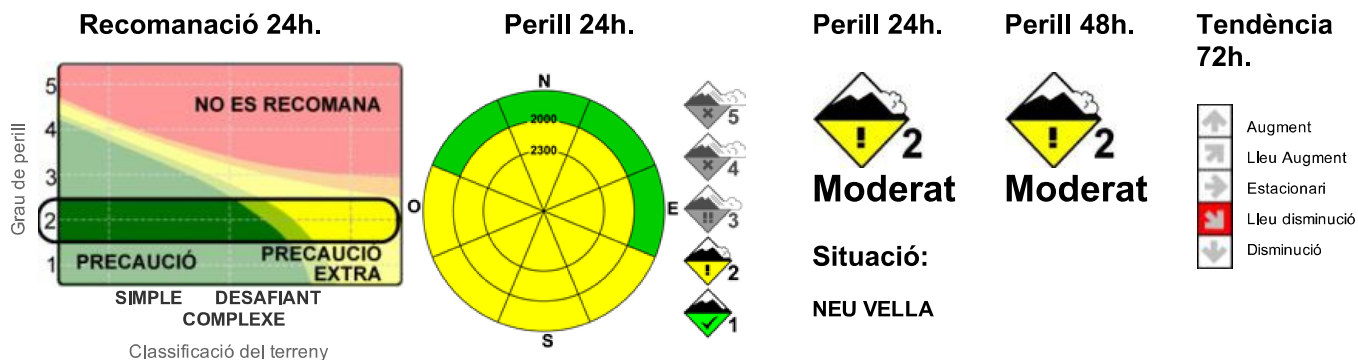 Recomanació 24h.
5
4
3
2
1
Grau de perill
NO ES RECOMANA
PRECAUCIÓ
PRECAUCIÓ
EXTRA
SIMPLE
DESAFIANT
COMPLEXE
Classificació del terreny
Perill 24h.
N
2000
2300
O
E
S
5
4
3
2
1
Perill 24h.
2
Moderat
Situació:
NEU VELLA
Perill 48h.
2
Moderat
Tendència
72h.
Augment
Lleu Augment
Estacionari
Lleu disminució
Disminució